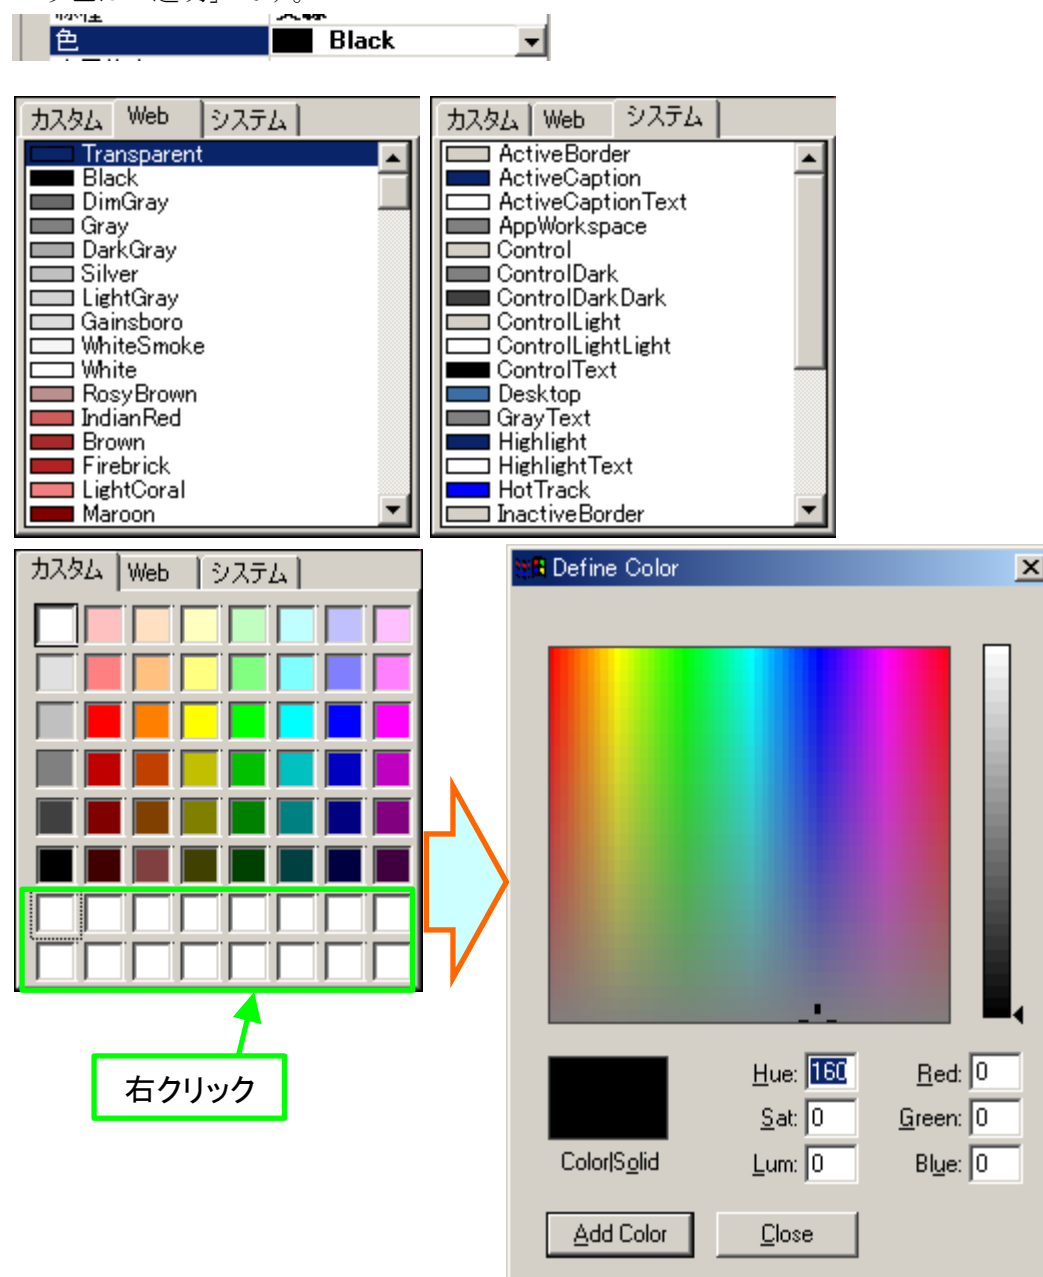 色 Black
カスタム Web システム
Transparent
Black
DimGray
Gray
DarkGray
Silver
LightGray
Gainsboro
WhiteSmoke
White
RosyBrown
IndianRed
Brown
Firebrick
LightCoral
Maroon
カスタム Web システム
ActiveBorder
ActiveCaption
ActiveCaptionText
AppWorkspace
Control
ControlDark
ControlDarkDark
ControlLight
ControlLightLight
ControlText
Desktop
GrayText
Highlight
HighlightText
HotTrack
InactiveBorder
カスタム Web システム
右クリック
Define Color
Hue: 160 Red: 0
Sat: 0 Green: 0
Color|Solid Lum: 0 Blue: 0
Add Color Close